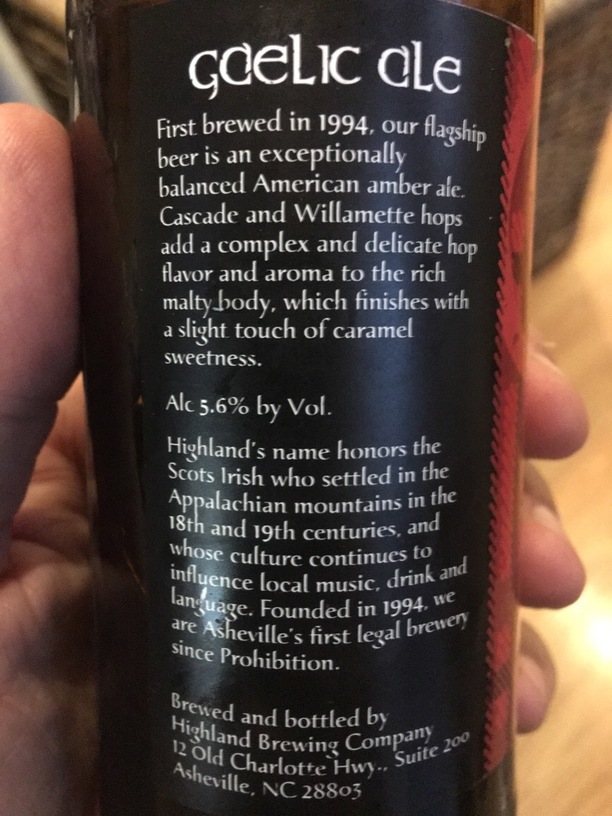 gaelic ale
First brewed in 1994, our flagship
beer is an exceptionally
balanced American amber ale.
Cascade and Willamette hops
add a complex and delicate hop
flavor and aroma to the rich
malty body, which finishes with
a slight touch of caramel
sweetness.
Alc 5.6% by Vol.
Highland's name honors the
Scots Irish who settled in the
Appalachian mountains in the
18th and 19th centuries, and
whose culture continues to
influence local music, drink and
language. Founded in 1994, we
are Asheville's first legal brewery
since Prohibition.
Brewed and bottled by
Highland Brewing Company
12 Old Charlotte Hwy., Suite 200
Asheville, NC 28803